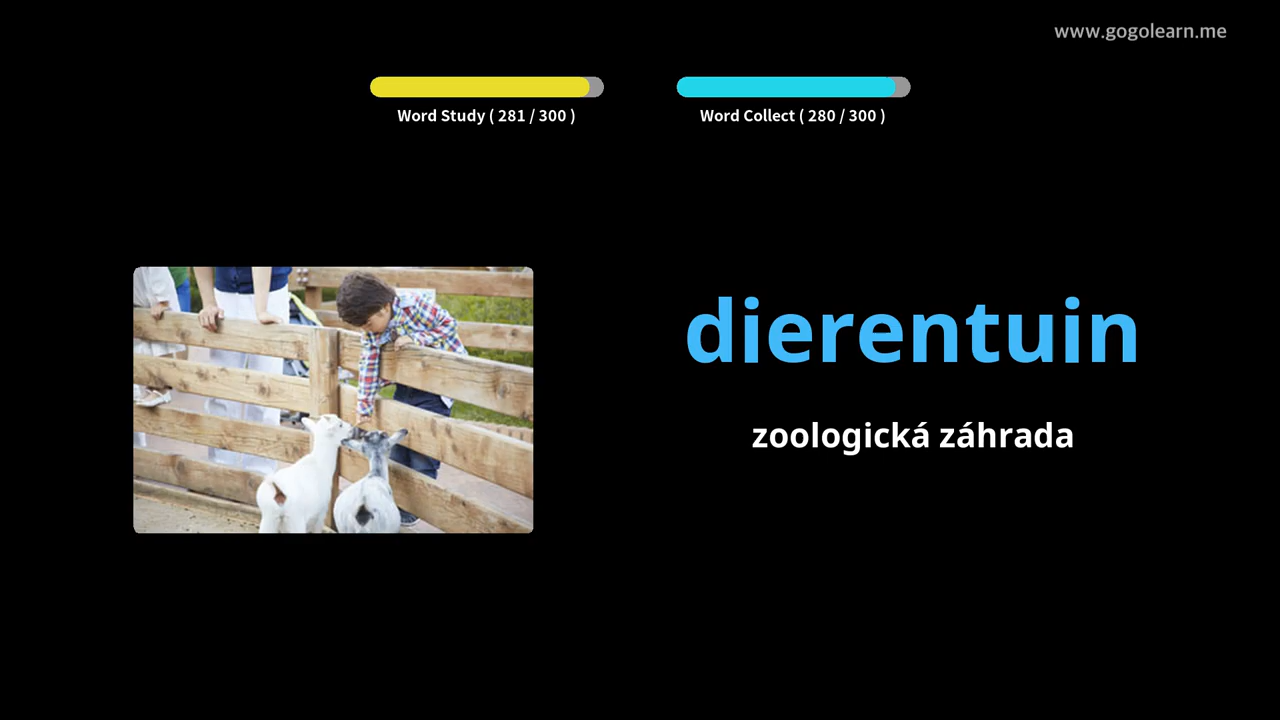 www.gogolearn.me
Word Study ( 281 / 300 )
Word Collect ( 280 / 300 )
dierentuin
zoologická záhrada